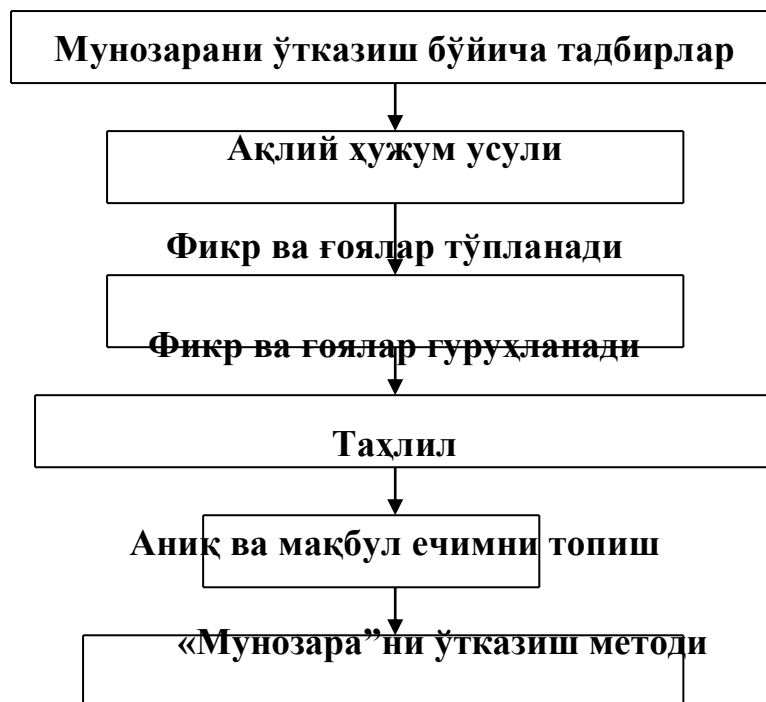 Мунозарани ўтказиш бўйича тадбирлар
Ақлий ҳужум усули
Фикр ва ғоялар тўпланади
Фикр ва ғоялар гуруҳланади
Таҳлил
Аниқ ва мақбул ечимни топиш
«Мунозара”ни ўтказиш методи